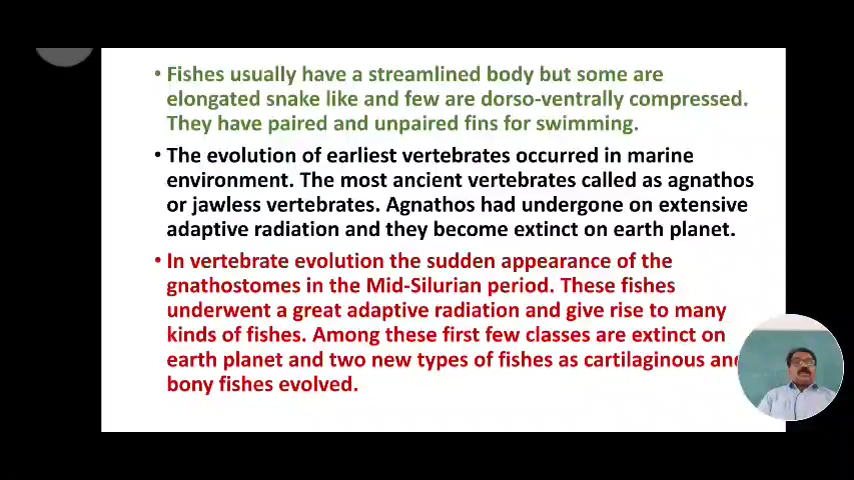 • Fishes usually have a streamlined body but some are
elongated snake like and few are dorso-ventrally compressed.
They have paired and unpaired fins for swimming.
• The evolution of earliest vertebrates occurred in marine
environment. The most ancient vertebrates called as agnathos
or jawless vertebrates. Agnathos had undergone on extensive
adaptive radiation and they become extinct on earth planet.
• In vertebrate evolution the sudden appearance of the
gnathostomes in the Mid-Silurian period. These fishes
underwent a great adaptive radiation and give rise to many
kinds of fishes. Among these first few classes are extinct on
earth planet and two new types of fishes as cartilaginous and
bony fishes evolved.